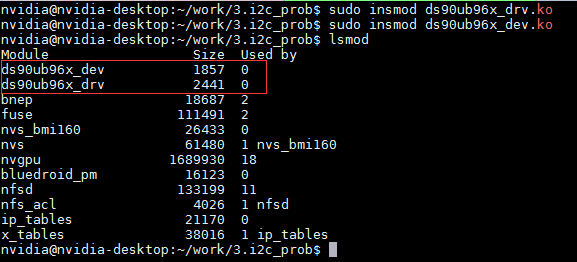 nvidia@nvidia-desktop:~/work/3.i2c_prob$ sudo insmod ds90ub96x_drv.ko
nvidia@nvidia-desktop:~/work/3.i2c_prob$ sudo insmod ds90ub96x_dev.ko
nvidia@nvidia-desktop:~/work/3.i2c_prob$ lsmod
Module                  Size  Used by
ds90ub96x_dev           1857  0
ds90ub96x_drv           2441  0
bnep                   18687  2
fuse                  111491  2
nvs_bmi160             26433  0
nvs                    61480  1 nvs_bmi160
nvgpu                1689930  18
bluedroid_pm           16123  0
nfsd                  133199  11
nfs_acl                 4026  1 nfsd
ip_tables              21170  0
x_tables               38016  1 ip_tables
nvidia@nvidia-desktop:~/work/3.i2c_prob$